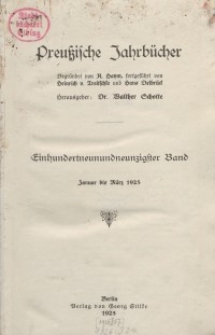 Preußische Jahrbücher
Begründet von R. Haym, fortgeführt von
Heinrich v. Treitschke und Hans Delbrück
Herausgeber: Dr. Walther Schotte
Einhundertneunundneunzigster Band
Januar bis März 1925
Berlin
Verlag von Georg Stilke
1925